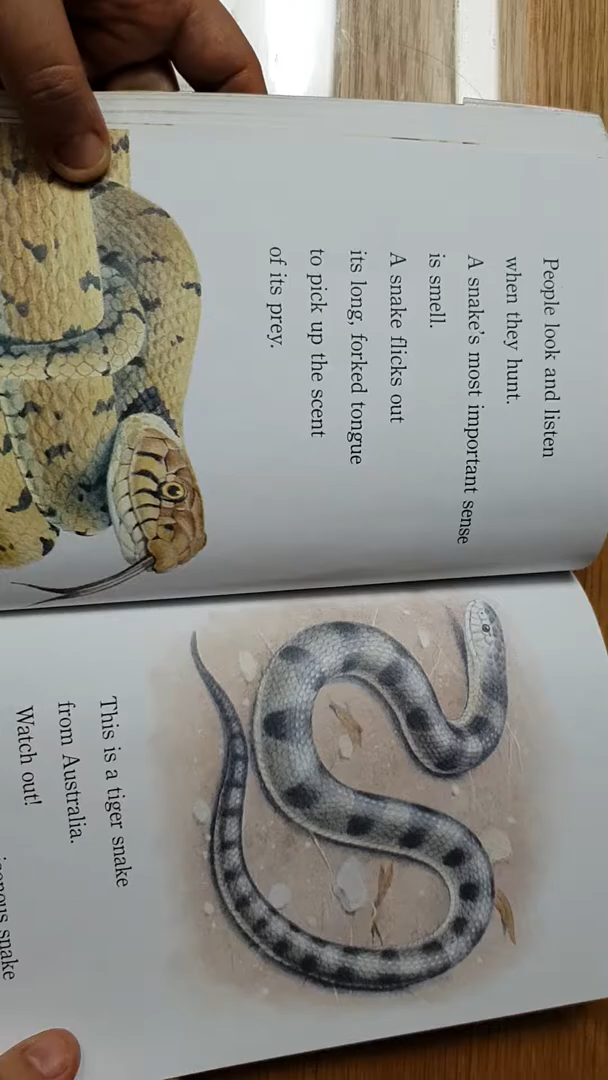 People look and listen
when they hunt.
A snake's most important sense
is smell.
A snake flicks out
its long, forked tongue
to pick up the scent
of its prey.
This is a tiger snake
from Australia.
Watch out!
snake